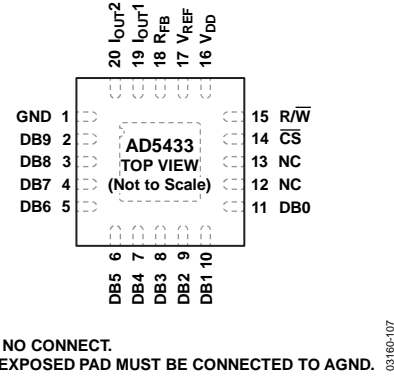 20 IOUT2
19 IOUT1
18 RFB
17 VREF
16 VDD
GND 1
DB9 2
DB8 3
DB7 4
DB6 5
AD5433
TOP VIEW
(Not to Scale)
15 R/W̅
14 C̅S̅
13 NC
12 NC
11 DB0
DB5 6
DB4 7
DB3 8
DB2 9
DB1 10
NO CONNECT.
EXPOSED PAD MUST BE CONNECTED TO AGND.
03160-107